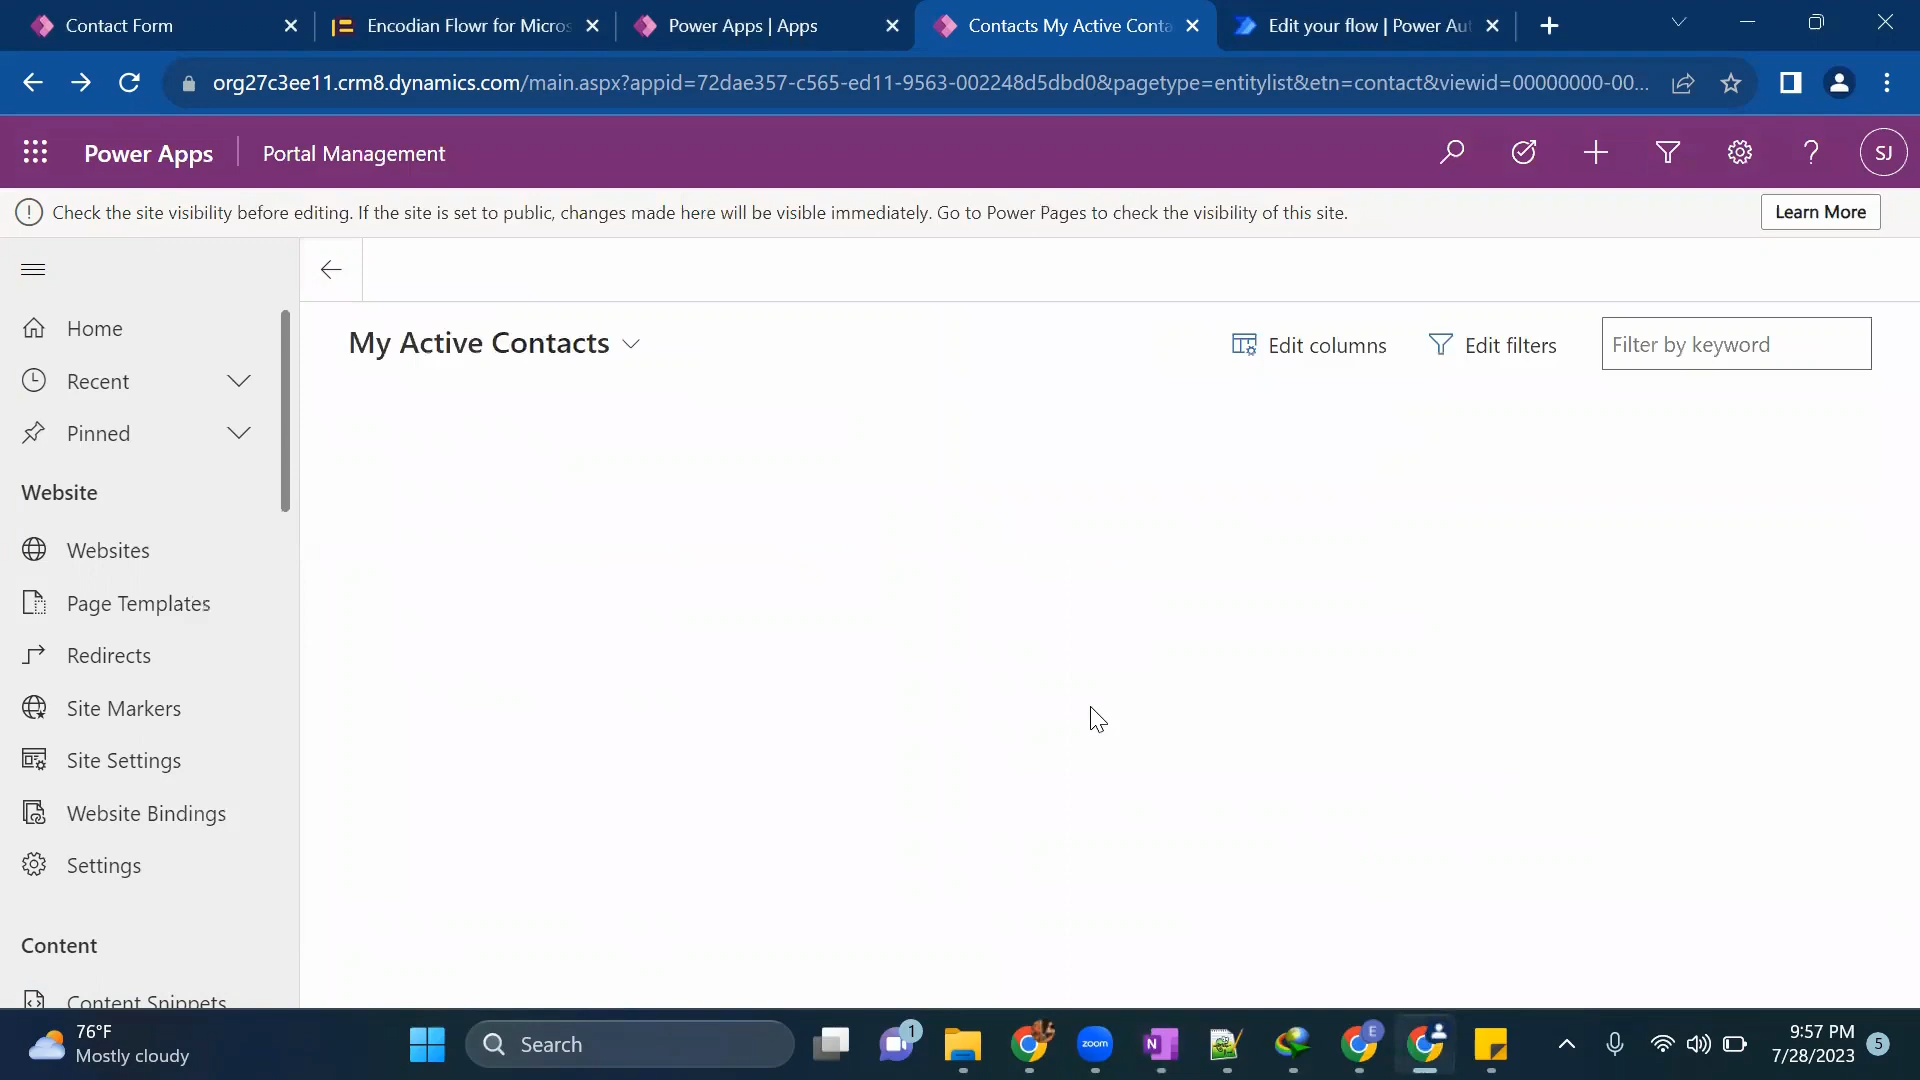 Contact Form
Encodian Flowr for Micros
Power Apps | Apps
Contacts My Active Conta
Edit your flow | Power Aut
org27c3ee11.crm8.dynamics.com/main.aspx?appid=72dae357-c565-ed11-9563-002248d5dbd0&pagetype=entitylist&etn=contact&viewid=00000000-00...
Power Apps
Portal Management
SJ
Check the site visibility before editing. If the site is set to public, changes made here will be visible immediately. Go to Power Pages to check the visibility of this site.
Learn More
My Active Contacts
Edit columns
Edit filters
Filter by keyword
Home
Recent
Pinned
Website
Websites
Page Templates
Redirects
Site Markers
Site Settings
Website Bindings
Settings
Content
Content Snippets
76°F
Mostly cloudy
Search
1
zoom
N
E
9:57 PM
7/28/2023
5